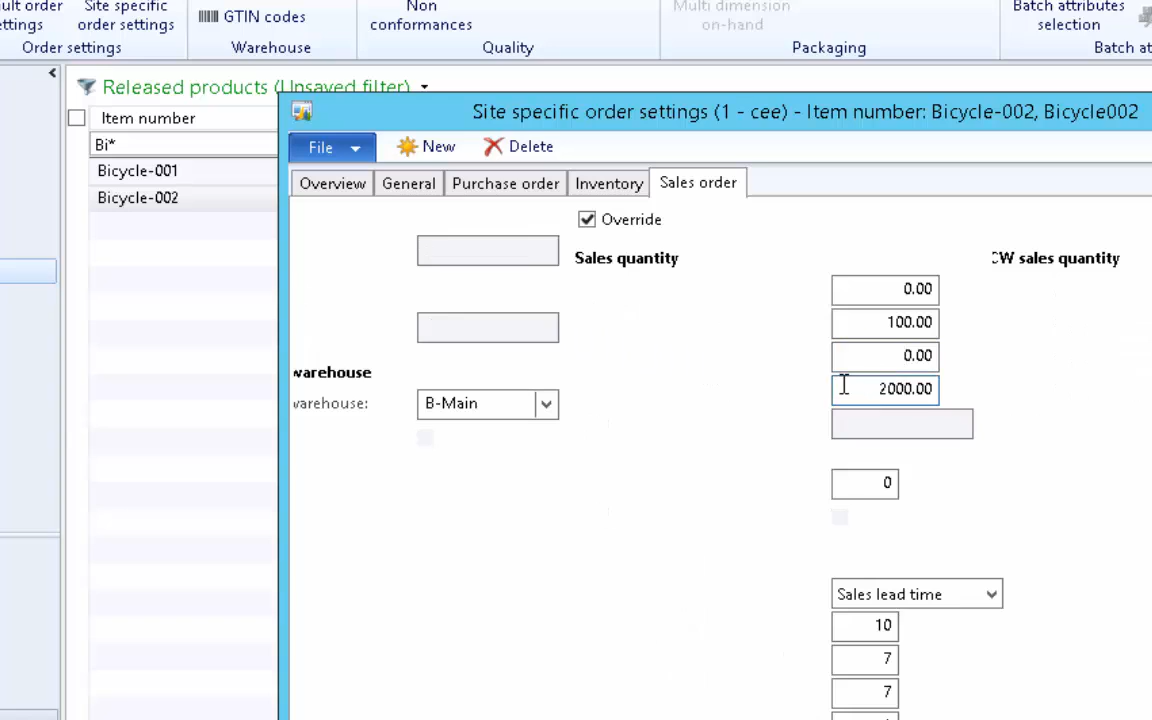 Site specific
order settings
Order settings
GTIN codes
Warehouse
Non
conformances
Quality
Multi dimension
on-hand
Packaging
Batch attributes
selection
Released products (Unsaved filter)
Item number
Bi*
Bicycle-001
Bicycle-002
Site specific order settings (1 - cee) - Item number: Bicycle-002, Bicycle002
File
New
Delete
Overview
General
Purchase order
Inventory
Sales order
Override
Sales quantity
CW sales quantity
0.00
100.00
0.00
2000.00
warehouse
warehouse:
B-Main
0
Sales lead time
10
7
7